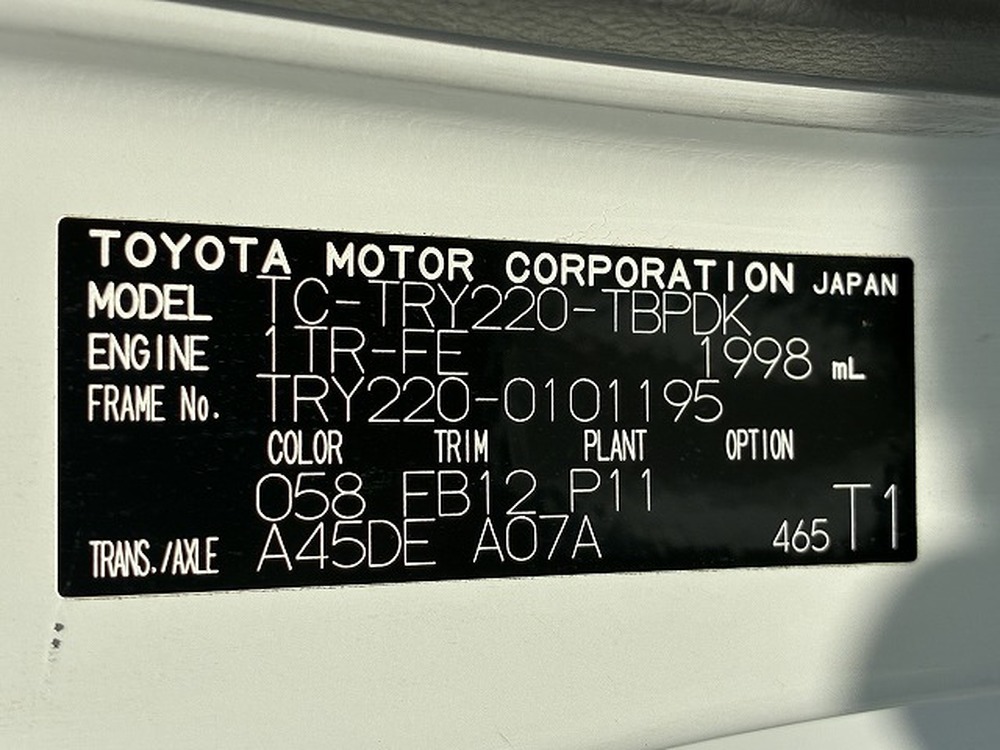 TOYOTA MOTOR CORPORATION JAPAN
MODEL TC-TRY220-TBPDK
ENGINE 1TR-FE 1998 mL
FRAME No. TRY220-0101195
COLOR TRIM PLANT OPTION
058 FB12 P11
TRANS./AXLE A45DE A07A 465 T1